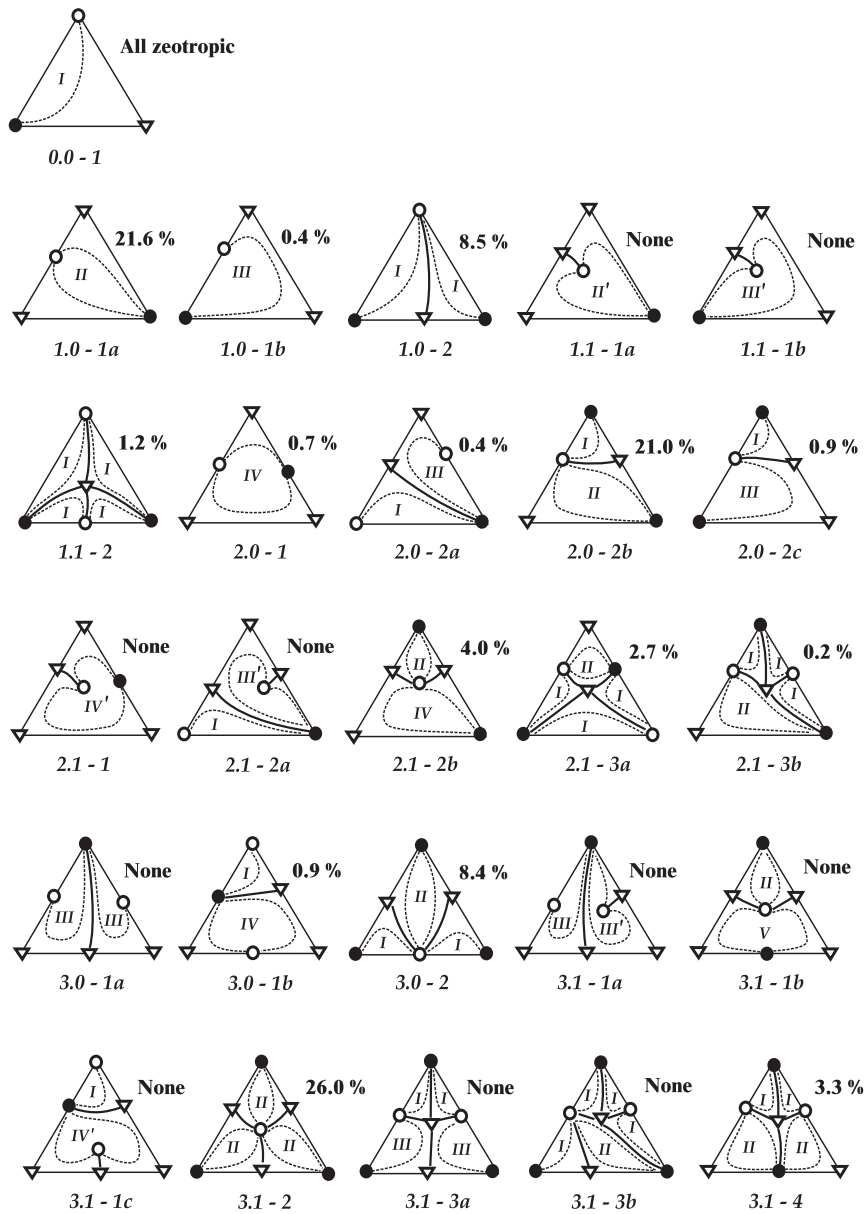 All zeotropic
I
0.0 - 1
21.6 %
0.4 %
8.5 %
None
None
II
III
I
I
II'
III'
1.0 - 1a
1.0 - 1b
1.0 - 2
1.1 - 1a
1.1 - 1b
1.2 %
0.7 %
0.4 %
21.0 %
0.9 %
I
I
I
I
IV
III
I
I
II
I
III
1.1 - 2
2.0 - 1
2.0 - 2a
2.0 - 2b
2.0 - 2c
None
None
4.0 %
2.7 %
0.2 %
IV'
III'
I
II
IV
II
I
I
I
I
I
I
II
2.1 - 1
2.1 - 2a
2.1 - 2b
2.1 - 3a
2.1 - 3b
None
0.9 %
8.4 %
None
None
III
III
I
IV
II
I
I
III
III'
II
V
3.0 - 1a
3.0 - 1b
3.0 - 2
3.1 - 1a
3.1 - 1b
None
26.0 %
None
None
3.3 %
I
IV'
II
II
II
I
I
III
III
I
I
I
I
II
I
I
II
II
3.1 - 1c
3.1 - 2
3.1 - 3a
3.1 - 3b
3.1 - 4